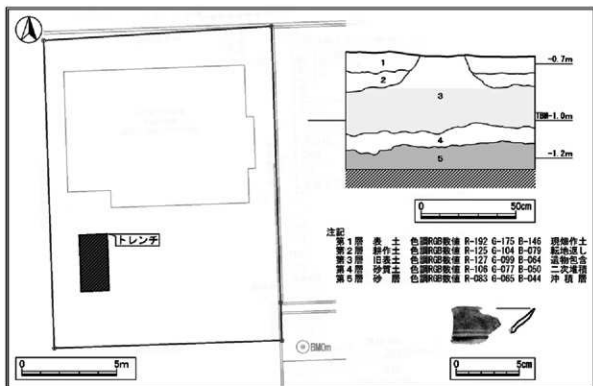 1
2
3
4
5
-0.7m
TBM-1.0m
-1.2m
0 50cm
トレンチ
注記
第1層 表土 色調RGB数値 R-192 G-175 B-146 現畑作土
第2層 耕作土 色調RGB数値 R-125 G-104 B-079 転地返し
第3層 旧表土 色調RGB数値 R-127 G-099 B-064 遺物包含
第4層 砂質土 色調RGB数値 R-106 G-077 B-050 二次堆積
第5層 砂層 色調RGB数値 R-083 G-065 B-044 沖積層
BM0m
0 5m
0 5cm